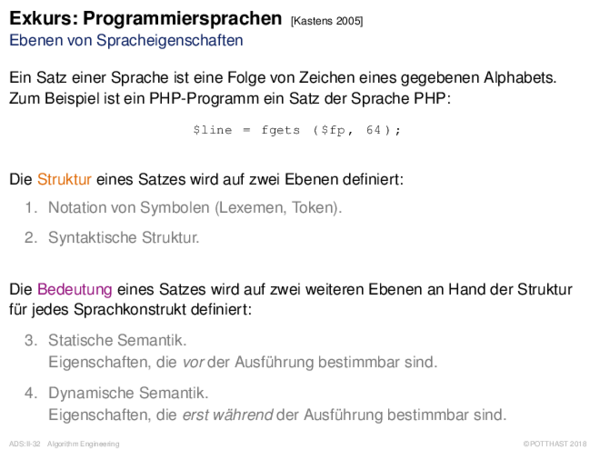 Exkurs: Programmiersprachen [Kastens 2005]
Ebenen von Spracheigenschaften
Ein Satz einer Sprache ist eine Folge von Zeichen eines gegebenen Alphabets.
Zum Beispiel ist ein PHP-Programm ein Satz der Sprache PHP:
$line = fgets ($fp, 64);
Die Struktur eines Satzes wird auf zwei Ebenen definiert:
1. Notation von Symbolen (Lexemen, Token).
2. Syntaktische Struktur.
Die Bedeutung eines Satzes wird auf zwei weiteren Ebenen an Hand der Struktur
für jedes Sprachkonstrukt definiert:
3. Statische Semantik.
Eigenschaften, die vor der Ausführung bestimmbar sind.
4. Dynamische Semantik.
Eigenschaften, die erst während der Ausführung bestimmbar sind.
ADS:9-32 Algorithm Engineering ©POTTHAST 2018